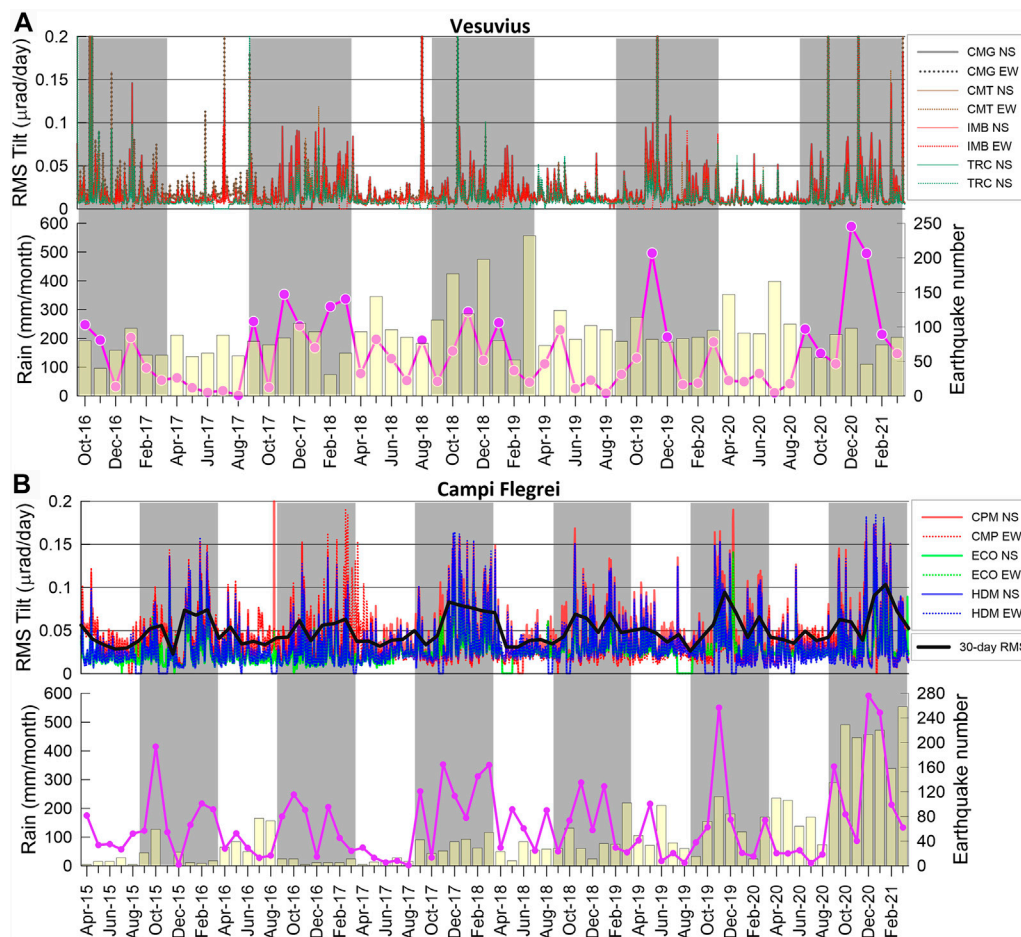 A
Vesuvius
RMS Tilt (µrad/day)
0.2
0.15
0.1
0.05
0
CMG NS
CMG EW
CMT NS
CMT EW
IMB NS
IMB EW
TRC NS
TRC EW
Rain (mm/month)
600
500
400
300
200
100
0
250
200
150
100
50
0
Earthquake number
Oct-16
Dec-16
Feb-17
Apr-17
Jun-17
Aug-17
Oct-17
Dec-17
Feb-18
Apr-18
Jun-18
Aug-18
Oct-18
Dec-18
Feb-19
Apr-19
Jun-19
Aug-19
Oct-19
Dec-19
Feb-20
Apr-20
Jun-20
Aug-20
Oct-20
Dec-20
Feb-21
B
Campi Flegrei
RMS Tilt (µrad/day)
0.2
0.15
0.1
0.05
0
CPM NS
CMP EW
ECO NS
ECO EW
HDM NS
HDM EW
30-day RMS
Rain (mm/month)
600
500
400
300
200
100
0
280
240
200
160
120
80
40
0
Earthquake number
Apr-15
Jun-15
Aug-15
Oct-15
Dec-15
Feb-16
Apr-16
Jun-16
Aug-16
Oct-16
Dec-16
Feb-17
Apr-17
Jun-17
Aug-17
Oct-17
Dec-17
Feb-18
Apr-18
Jun-18
Aug-18
Oct-18
Dec-18
Feb-19
Apr-19
Jun-19
Aug-19
Oct-19
Dec-19
Feb-20
Apr-20
Jun-20
Aug-20
Oct-20
Dec-20
Feb-21